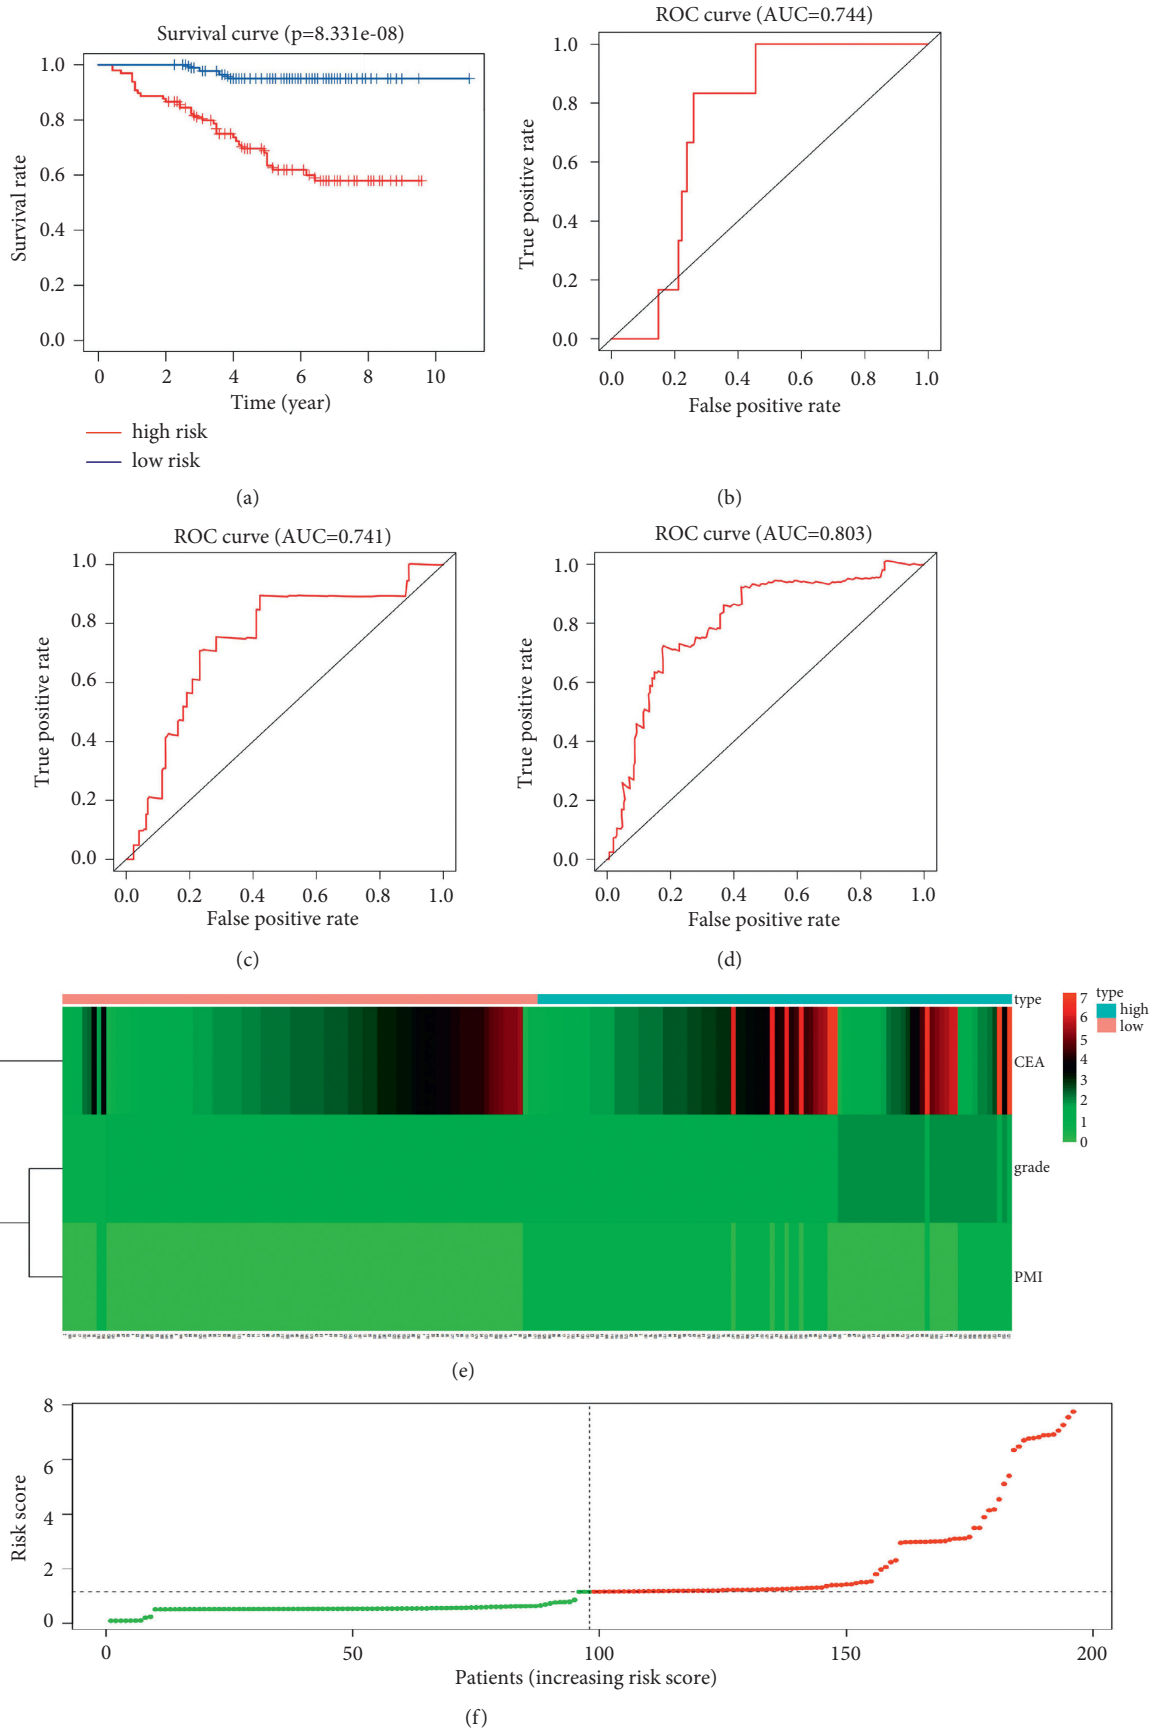 Survival curve (p=8.331e-08)
1.0
0.8
0.6
0.4
0.2
0.0
Survival rate
0 2 4 6 8 10
Time (year)
high risk
low risk
(a)
ROC curve (AUC=0.744)
1.0
0.8
0.6
0.4
0.2
0.0
True positive rate
0.0 0.2 0.4 0.6 0.8 1.0
False positive rate
(b)
ROC curve (AUC=0.741)
1.0
0.8
0.6
0.4
0.2
0.0
True positive rate
0.0 0.2 0.4 0.6 0.8 1.0
False positive rate
(c)
ROC curve (AUC=0.803)
1.0
0.8
0.6
0.4
0.2
0.0
True positive rate
0.0 0.2 0.4 0.6 0.8 1.0
False positive rate
(d)
type
CEA
grade
PMI
7
6
5
4
3
2
1
0
type
high
low
(e)
8
6
4
2
0
Risk score
0 50 100 150 200
Patients (increasing risk score)
(f)